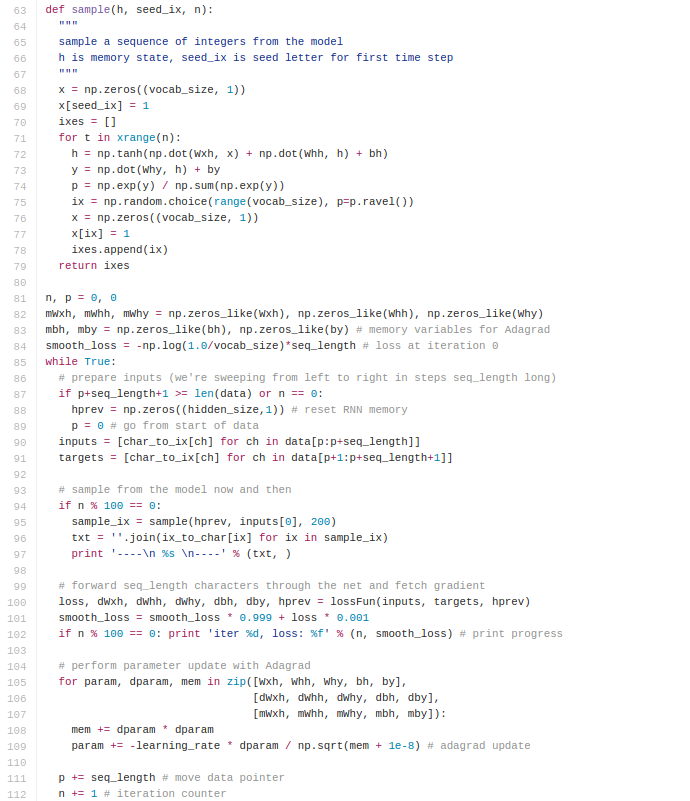 63 def sample(h, seed_ix, n):
64   """
65   sample a sequence of integers from the model
66   h is memory state, seed_ix is seed letter for first time step
67   """
68   x = np.zeros((vocab_size, 1))
69   x[seed_ix] = 1
70   ixes = []
71   for t in xrange(n):
72     h = np.tanh(np.dot(Wxh, x) + np.dot(Whh, h) + bh)
73     y = np.dot(Why, h) + by
74     p = np.exp(y) / np.sum(np.exp(y))
75     ix = np.random.choice(range(vocab_size), p=p.ravel())
76     x = np.zeros((vocab_size, 1))
77     x[ix] = 1
78     ixes.append(ix)
79   return ixes
80
81 n, p = 0, 0
82 mWxh, mWhh, mWhy = np.zeros_like(Wxh), np.zeros_like(Whh), np.zeros_like(Why)
83 mbh, mby = np.zeros_like(bh), np.zeros_like(by) # memory variables for Adagrad
84 smooth_loss = -np.log(1.0/vocab_size)*seq_length # loss at iteration 0
85 while True:
86   # prepare inputs (we're sweeping from left to right in steps seq_length long)
87   if p+seq_length+1 >= len(data) or n == 0:
88     hprev = np.zeros((hidden_size,1)) # reset RNN memory
89     p = 0 # go from start of data
90   inputs = [char_to_ix[ch] for ch in data[p:p+seq_length]]
91   targets = [char_to_ix[ch] for ch in data[p+1:p+seq_length+1]]
92
93   # sample from the model now and then
94   if n % 100 == 0:
95     sample_ix = sample(hprev, inputs[0], 200)
96     txt = ''.join(ix_to_char[ix] for ix in sample_ix)
97     print '----\n %s \n----' % (txt, )
98
99   # forward seq_length characters through the net and fetch gradient
100   loss, dWxh, dWhh, dWhy, dbh, dby, hprev = lossFun(inputs, targets, hprev)
101   smooth_loss = smooth_loss * 0.999 + loss * 0.001
102   if n % 100 == 0: print 'iter %d, loss: %f' % (n, smooth_loss) # print progress
103
104   # perform parameter update with Adagrad
105   for param, dparam, mem in zip([Wxh, Whh, Why, bh, by],
106                                 [dWxh, dWhh, dWhy, dbh, dby],
107                                 [mWxh, mWhh, mWhy, mbh, mby]):
108     mem += dparam * dparam
109     param += -learning_rate * dparam / np.sqrt(mem + 1e-8) # adagrad update
110
111   p += seq_length # move data pointer
112   n += 1 # iteration counter